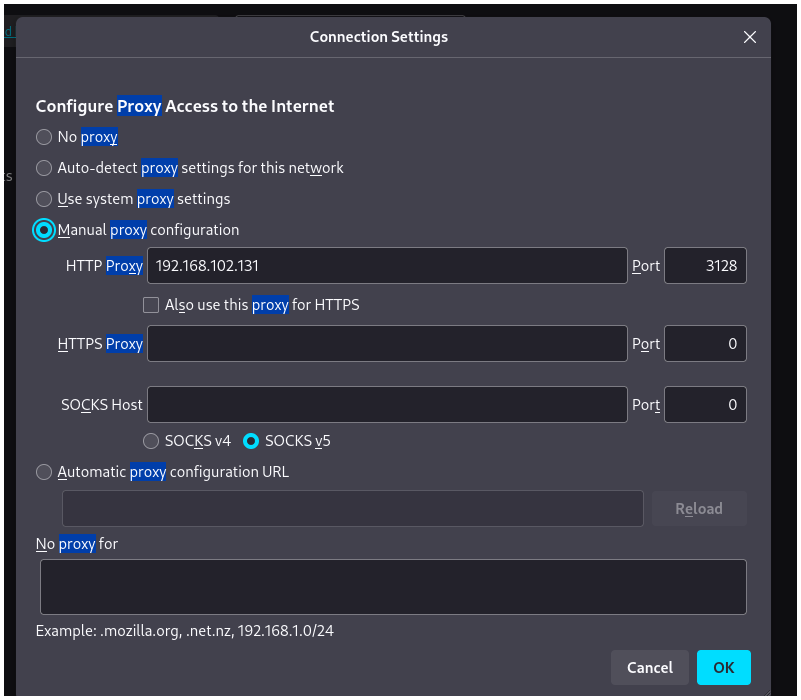 Connection Settings
Configure Proxy Access to the Internet
No proxy
Auto-detect proxy settings for this network
Use system proxy settings
Manual proxy configuration
HTTP Proxy 192.168.102.131 Port 3128
Also use this proxy for HTTPS
HTTPS Proxy Port 0
SOCKS Host Port 0
SOCKS v4 SOCKS v5
Automatic proxy configuration URL
Reload
No proxy for
Example: .mozilla.org, .net.nz, 192.168.1.0/24
Cancel OK